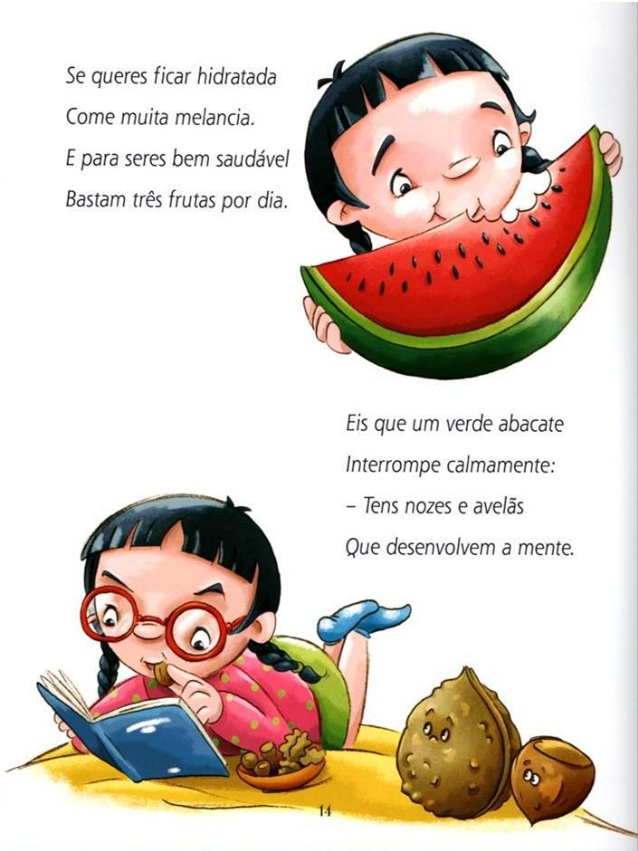 Se queres ficar hidratada
Come muita melancia.
E para seres bem saudável
Bastam três frutas por dia.
Eis que um verde abacate
Interrompe calmamente:
– Tens nozes e avelãs
Que desenvolvem a mente.
14